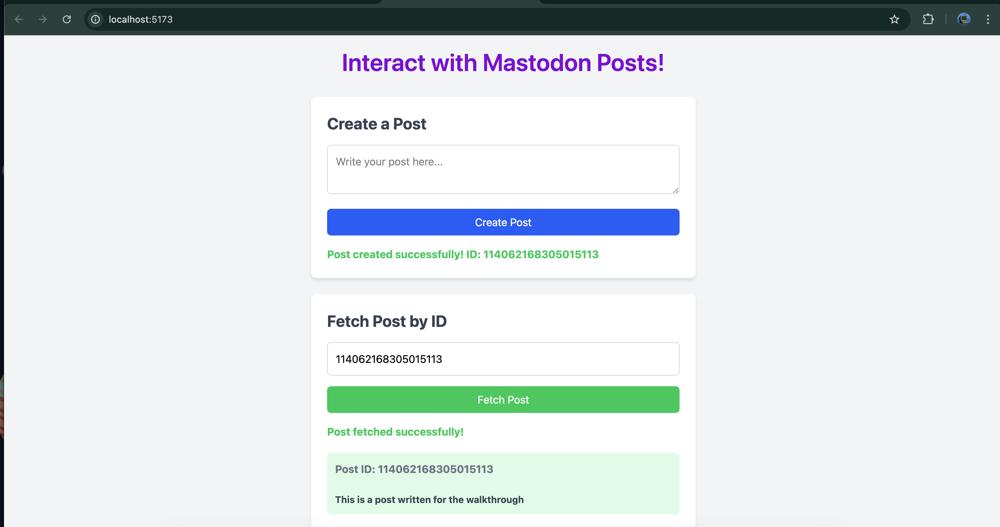 localhost:5173
Interact with Mastodon Posts!
Create a Post
Write your post here...
Create Post
Post created successfully! ID: 114062168305015113
Fetch Post by ID
114062168305015113
Fetch Post
Post fetched successfully!
Post ID: 114062168305015113
This is a post written for the walkthrough